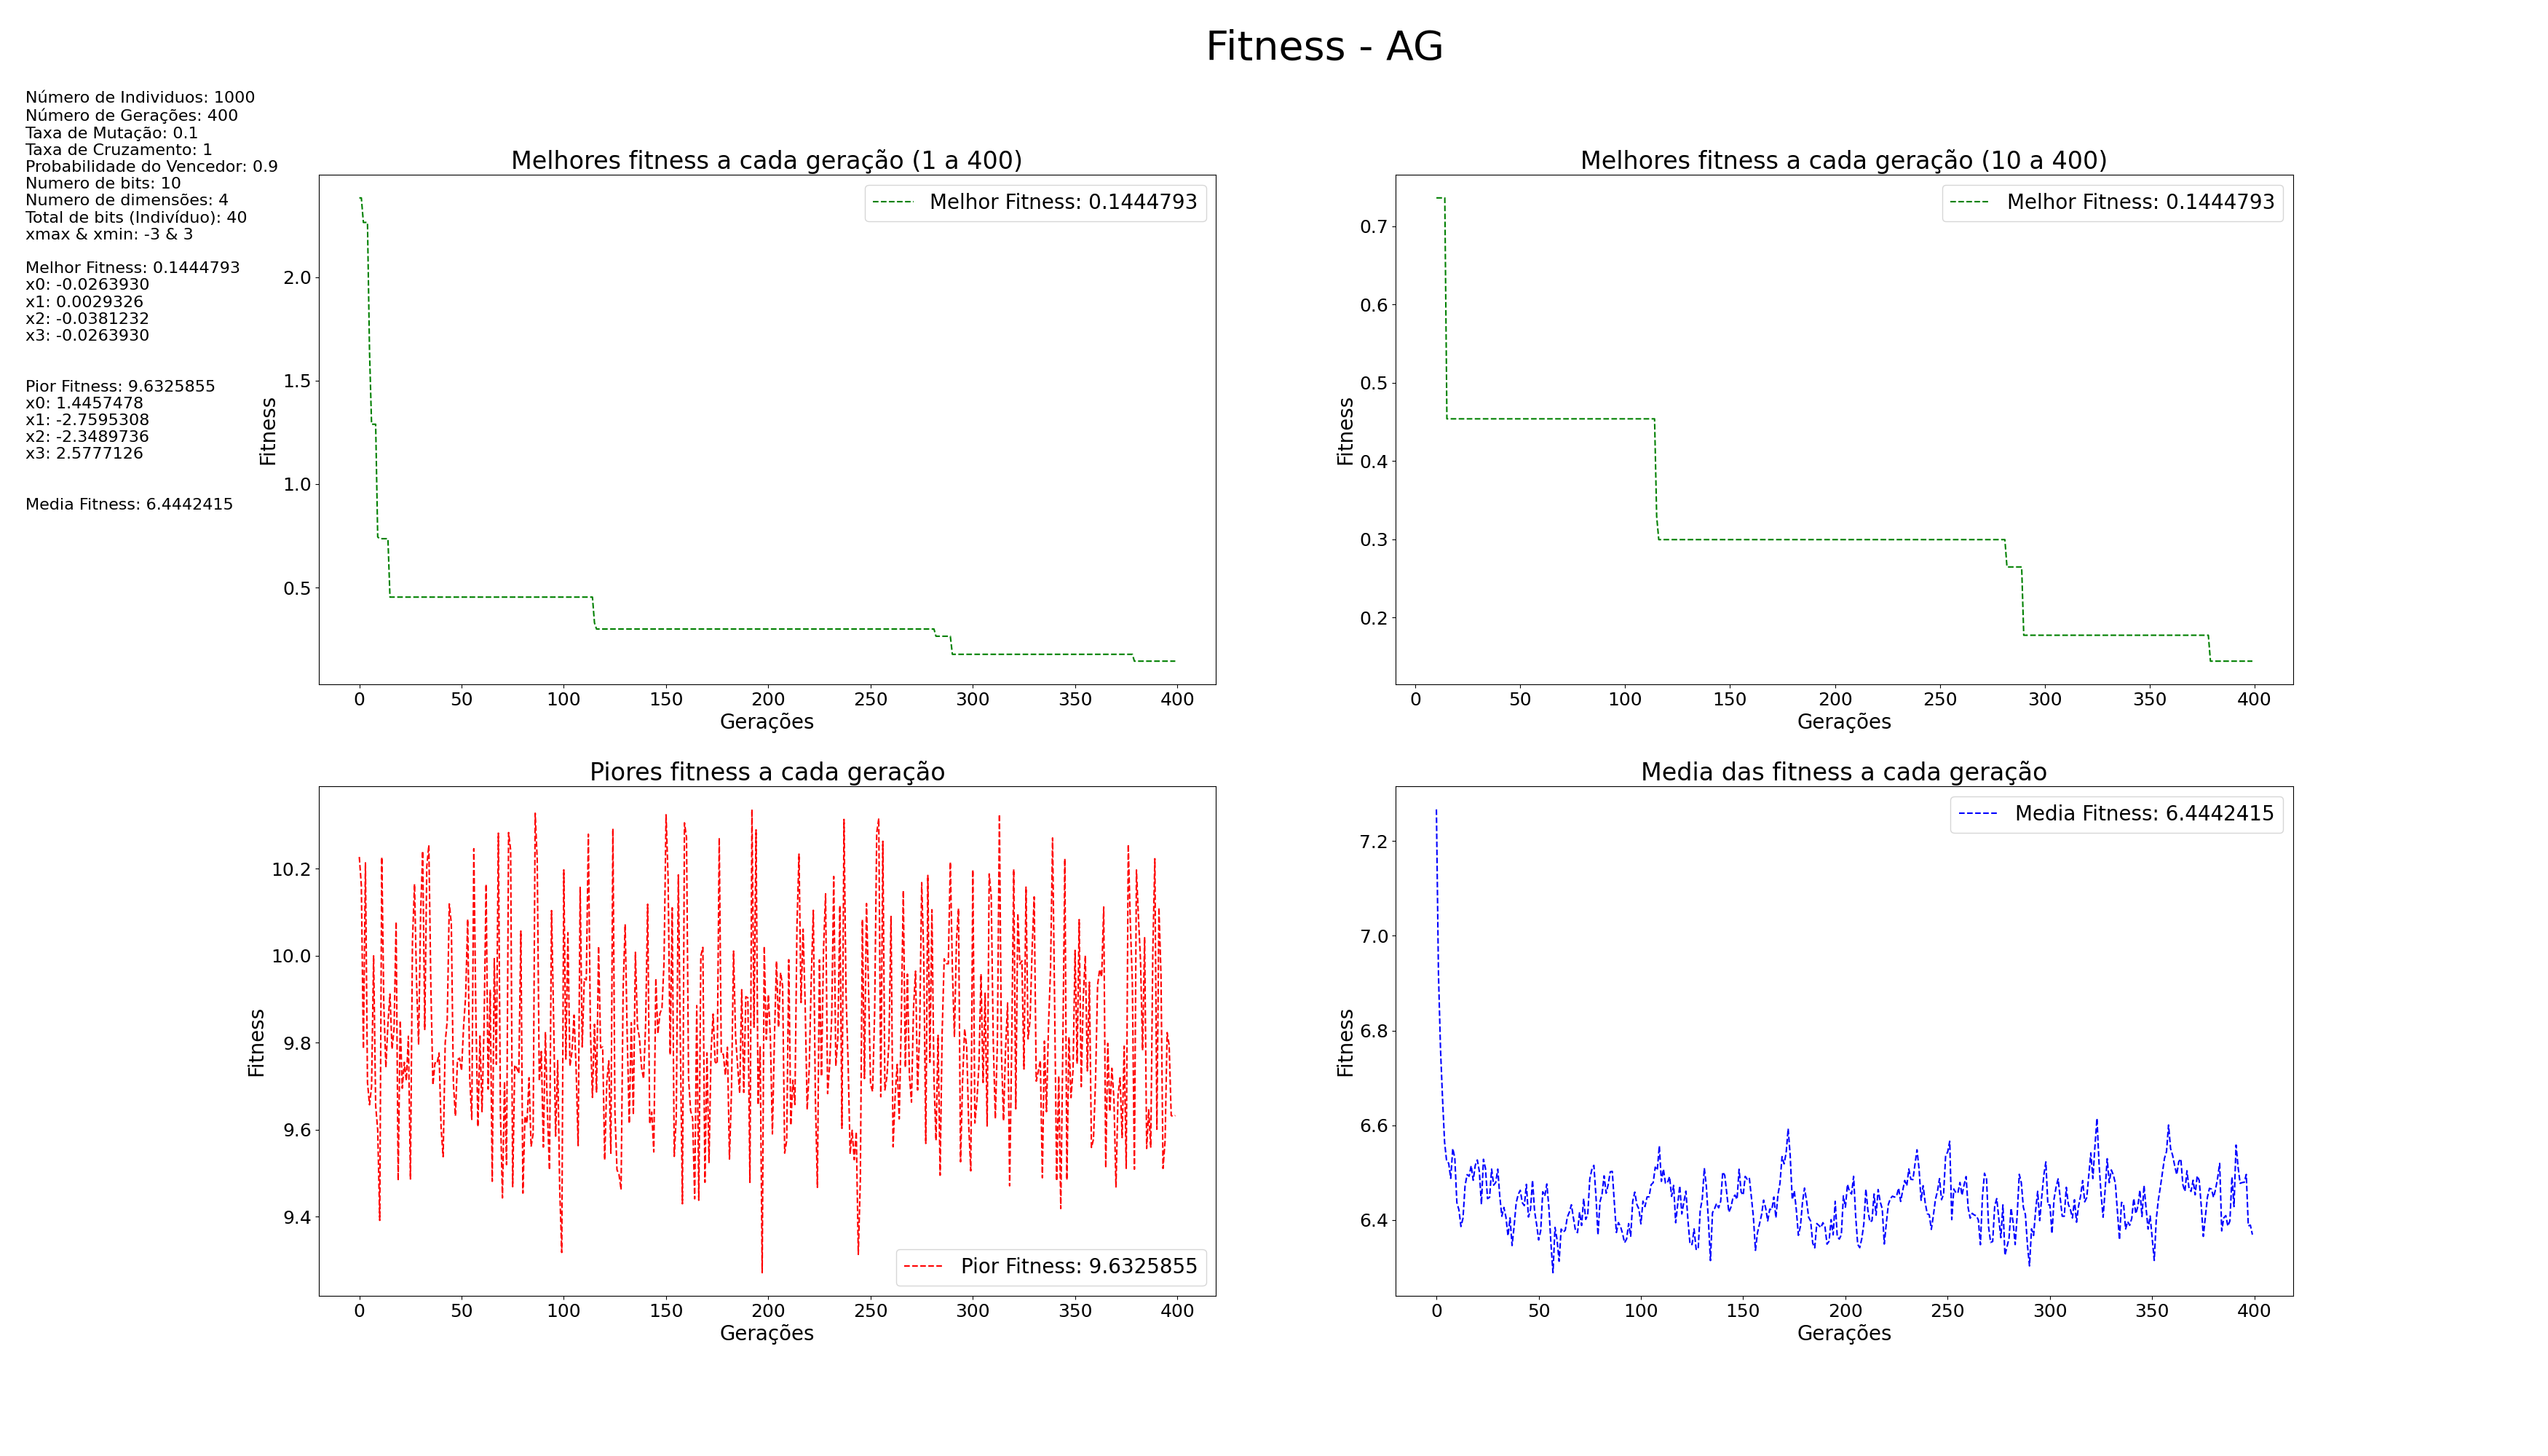 Fitness - AG
Número de Individuos: 1000
Número de Gerações: 400
Taxa de Mutação: 0.1
Taxa de Cruzamento: 1
Probabilidade do Vencedor: 0.9
Numero de bits: 10
Numero de dimensões: 4
Total de bits (Indivíduo): 40
xmax & xmin: -3 & 3
Melhor Fitness: 0.1444793
x0: -0.0263930
x1: 0.0029326
x2: -0.0381232
x3: -0.0263930
Pior Fitness: 9.6325855
x0: 1.4457478
x1: -2.7595308
x2: -2.3489736
x3: 2.5777126
Media Fitness: 6.4442415
Melhores fitness a cada geração (1 a 400)
Melhor Fitness: 0.1444793
Fitness
2.0
1.5
1.0
0.5
0 50 100 150 200 250 300 350 400
Gerações
Melhores fitness a cada geração (10 a 400)
Melhor Fitness: 0.1444793
Fitness
0.7
0.6
0.5
0.4
0.3
0.2
0 50 100 150 200 250 300 350 400
Gerações
Piores fitness a cada geração
Fitness
10.2
10.0
9.8
9.6
9.4
Pior Fitness: 9.6325855
0 50 100 150 200 250 300 350 400
Gerações
Media das fitness a cada geração
Media Fitness: 6.4442415
Fitness
7.2
7.0
6.8
6.6
6.4
0 50 100 150 200 250 300 350 400
Gerações